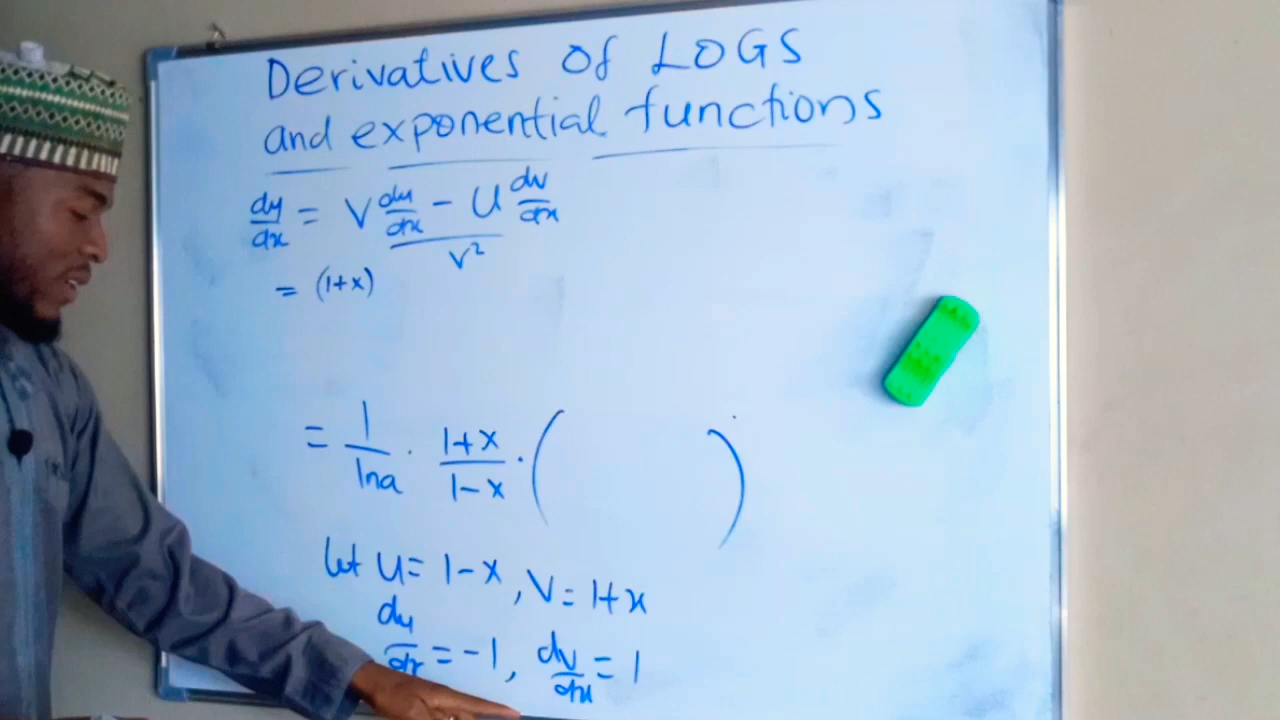 Derivatives of LOGS
and exponential functions
dy/dx = V du/dx - U dv/dx / V²
= (1+x)
= 1/lna · 1+x/1-x · ( )
let U = 1-x, V = 1+x
du/dx = -1, dv/dx = 1